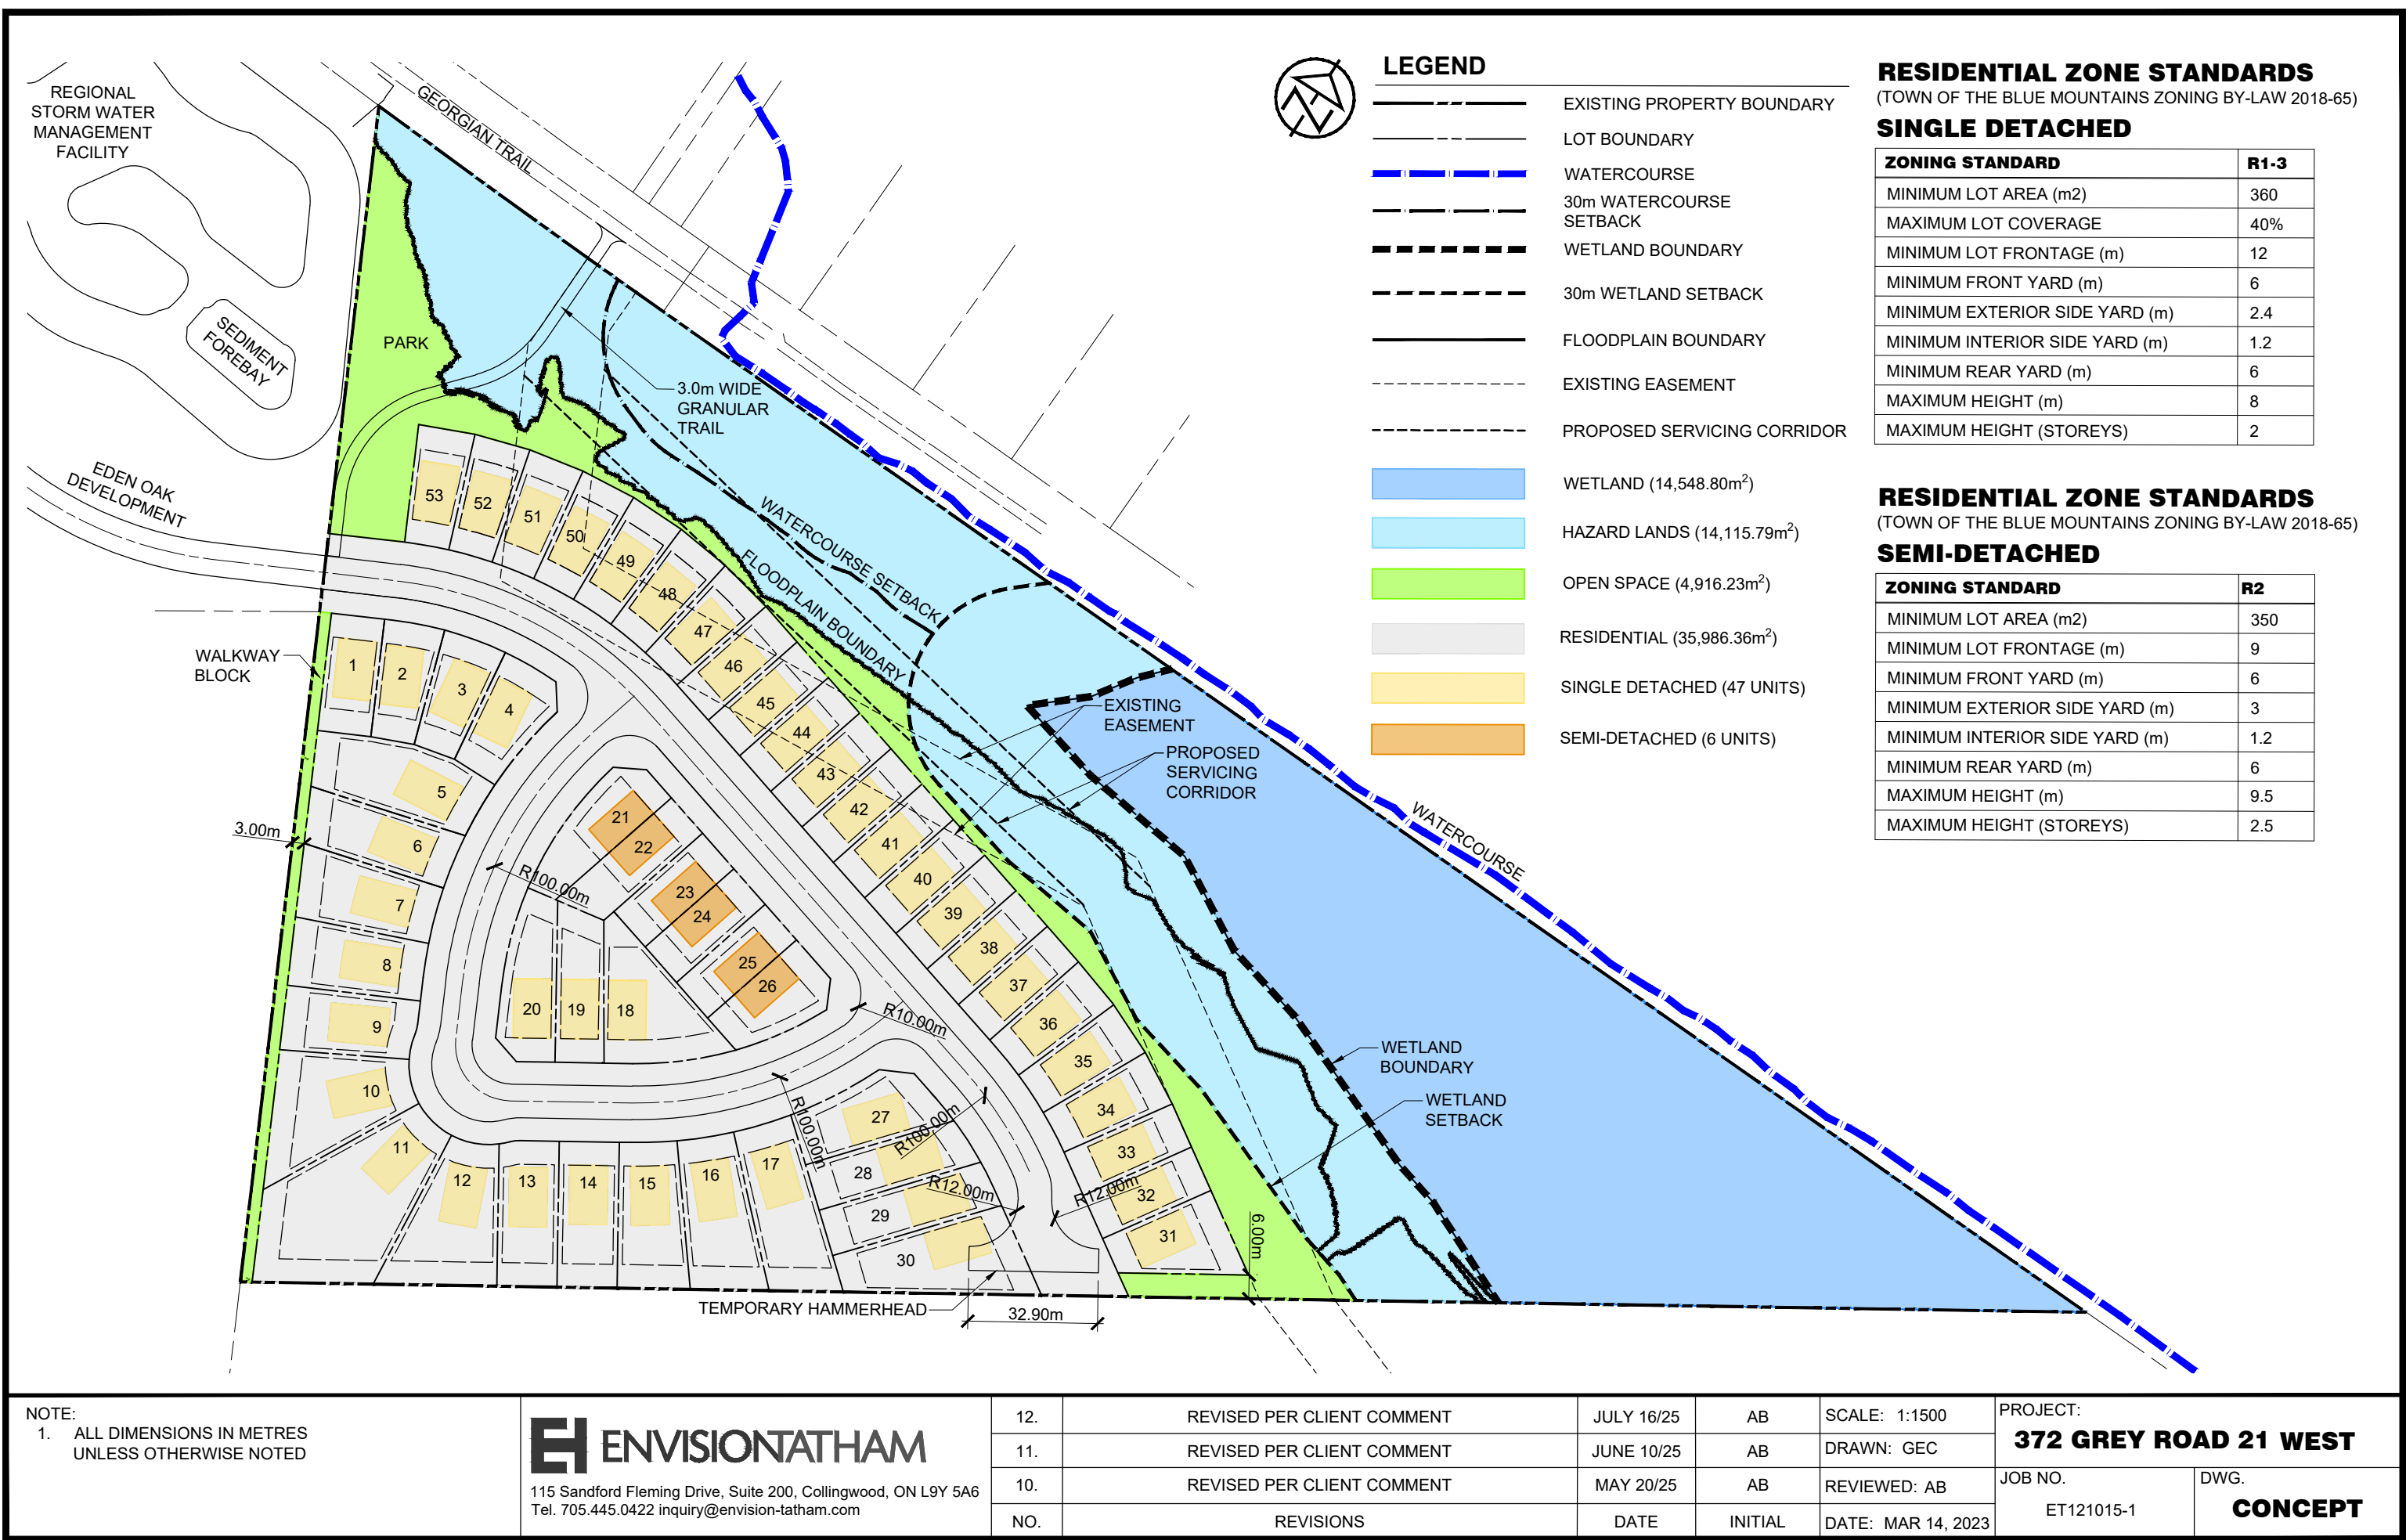 REGIONAL
STORM WATER
MANAGEMENT
FACILITY
GEORGIAN TRAIL
SEDIMENT
FOREBAY
PARK
3.0m WIDE
GRANULAR
TRAIL
EDEN OAK
DEVELOPMENT
WATERCOURSE SETBACK
FLOODPLAIN BOUNDARY
WALKWAY
BLOCK
EXISTING
EASEMENT
PROPOSED
SERVICING
CORRIDOR
WATERCOURSE
3.00m
R100.00m
R10.00m
R100.00m
R100.00m
R12.00m
R12.00m
6.00m
WETLAND
BOUNDARY
WETLAND
SETBACK
TEMPORARY HAMMERHEAD
32.90m
1
2
3
4
5
6
7
8
9
10
11
12
13
14
15
16
17
18
19
20
21
22
23
24
25
26
27
28
29
30
31
32
33
34
35
36
37
38
39
40
41
42
43
44
45
46
47
48
49
50
51
52
53
N
LEGEND
EXISTING PROPERTY BOUNDARY
LOT BOUNDARY
WATERCOURSE
30m WATERCOURSE
SETBACK
WETLAND BOUNDARY
30m WETLAND SETBACK
FLOODPLAIN BOUNDARY
EXISTING EASEMENT
PROPOSED SERVICING CORRIDOR
WETLAND (14,548.80m²)
HAZARD LANDS (14,115.79m²)
OPEN SPACE (4,916.23m²)
RESIDENTIAL (35,986.36m²)
SINGLE DETACHED (47 UNITS)
SEMI-DETACHED (6 UNITS)
RESIDENTIAL ZONE STANDARDS
(TOWN OF THE BLUE MOUNTAINS ZONING BY-LAW 2018-65)
SINGLE DETACHED
ZONING STANDARD R1-3
MINIMUM LOT AREA (m2) 360
MAXIMUM LOT COVERAGE 40%
MINIMUM LOT FRONTAGE (m) 12
MINIMUM FRONT YARD (m) 6
MINIMUM EXTERIOR SIDE YARD (m) 2.4
MINIMUM INTERIOR SIDE YARD (m) 1.2
MINIMUM REAR YARD (m) 6
MAXIMUM HEIGHT (m) 8
MAXIMUM HEIGHT (STOREYS) 2
RESIDENTIAL ZONE STANDARDS
(TOWN OF THE BLUE MOUNTAINS ZONING BY-LAW 2018-65)
SEMI-DETACHED
ZONING STANDARD R2
MINIMUM LOT AREA (m2) 350
MINIMUM LOT FRONTAGE (m) 9
MINIMUM FRONT YARD (m) 6
MINIMUM EXTERIOR SIDE YARD (m) 3
MINIMUM INTERIOR SIDE YARD (m) 1.2
MINIMUM REAR YARD (m) 6
MAXIMUM HEIGHT (m) 9.5
MAXIMUM HEIGHT (STOREYS) 2.5
NOTE:
1. ALL DIMENSIONS IN METRES
UNLESS OTHERWISE NOTED
ENVISIONTATHAM
115 Sandford Fleming Drive, Suite 200, Collingwood, ON L9Y 5A6
Tel. 705.445.0422 inquiry@envision-tatham.com
12. REVISED PER CLIENT COMMENT JULY 16/25 AB
11. REVISED PER CLIENT COMMENT JUNE 10/25 AB
10. REVISED PER CLIENT COMMENT MAY 20/25 AB
NO. REVISIONS DATE INITIAL
SCALE: 1:1500
DRAWN: GEC
REVIEWED: AB
DATE: MAR 14, 2023
PROJECT:
372 GREY ROAD 21 WEST
JOB NO.
ET121015-1
DWG.
CONCEPT